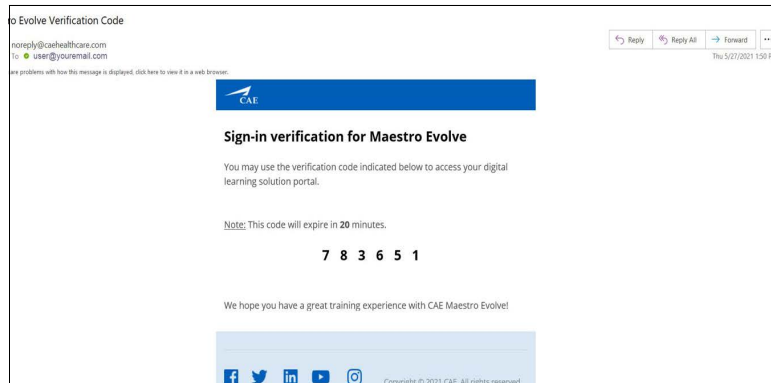 ro Evolve Verification Code
noreply@caehealthcare.com
To user@youremail.com
Reply
Reply All
Forward
Thu 5/27/2021 1:50 P
are problems with how this message is displayed, click here to view it in a web browser.
CAE
Sign-in verification for Maestro Evolve
You may use the verification code indicated below to access your digital
learning solution portal.
Note: This code will expire in 20 minutes.
7 8 3 6 5 1
We hope you have a great training experience with CAE Maestro Evolve!
Copyright © 2021 CAE. All rights reserved